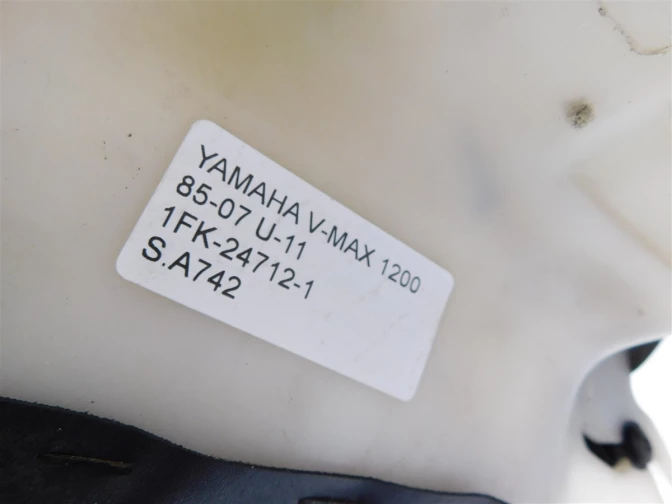 YAMAHA V-MAX 1200
85-07 U-11
1FK-24712-1
S.A742